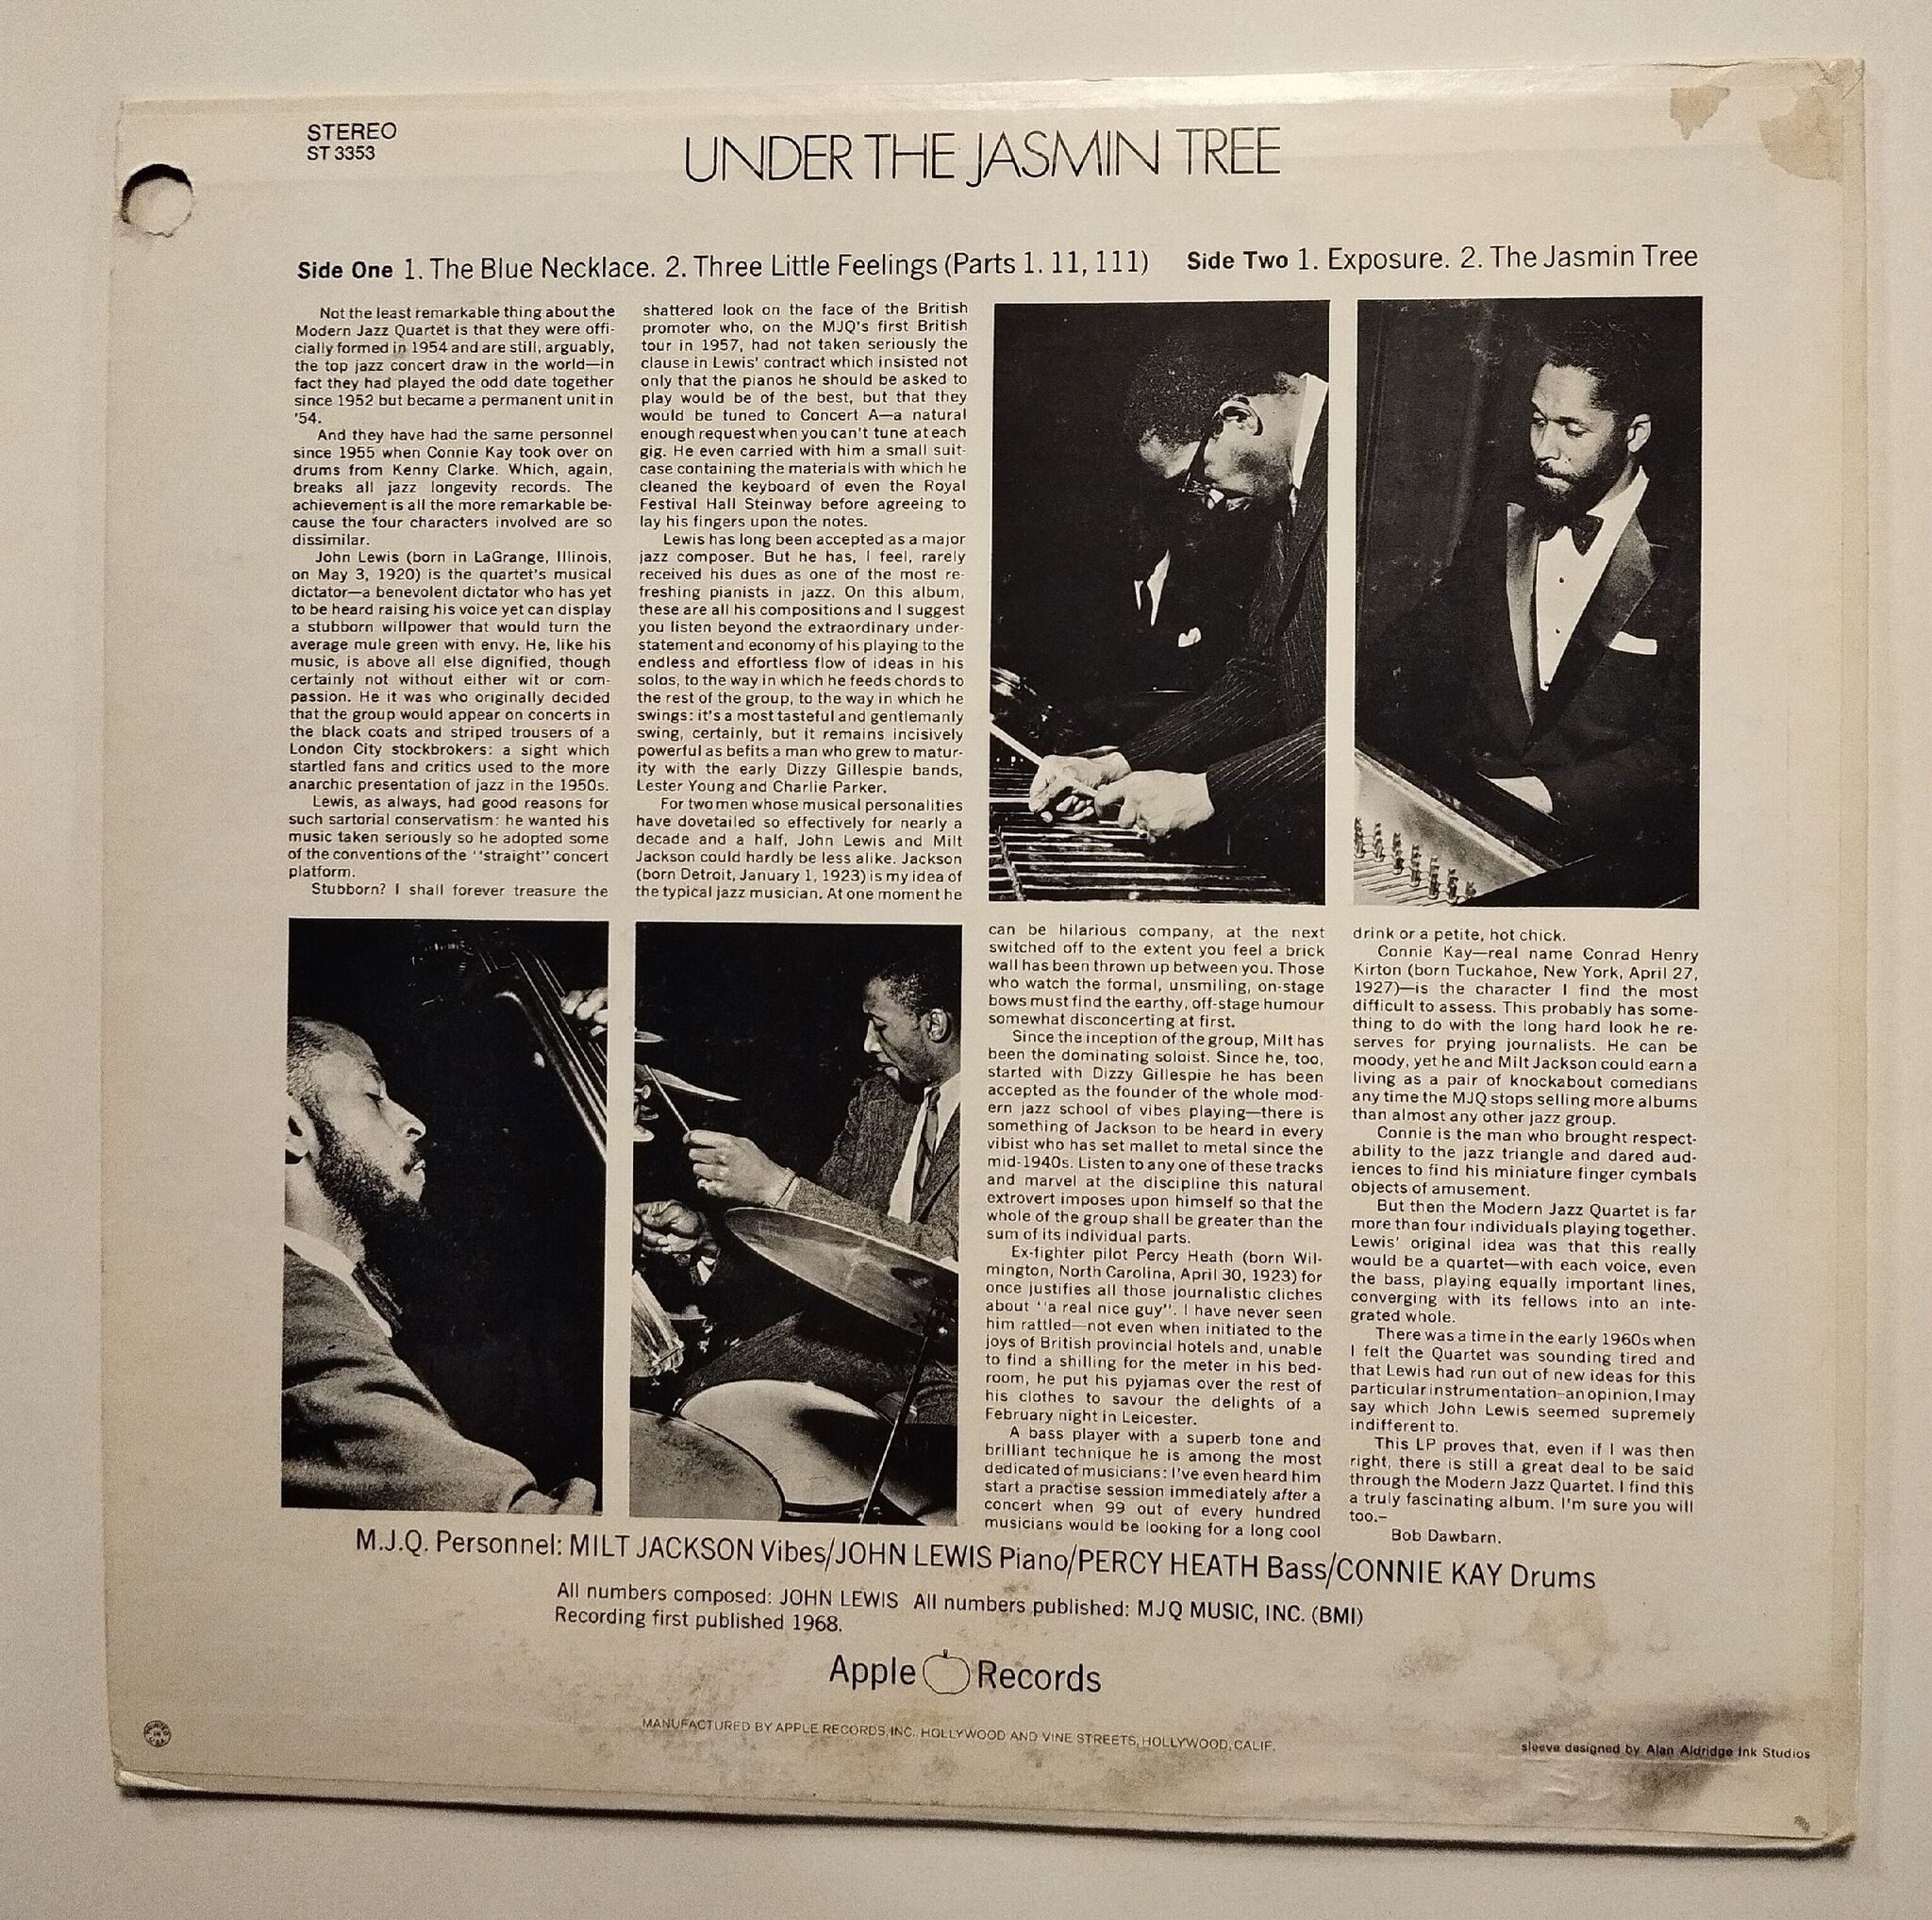 STEREO
ST 3353
UNDER THE JASMIN TREE
Side One 1. The Blue Necklace. 2. Three Little Feelings (Parts 1. 11, 111) Side Two 1. Exposure. 2. The Jasmin Tree
Not the least remarkable thing about the
Modern Jazz Quartet is that they were offi-
cially formed in 1954 and are still, arguably,
the top jazz concert draw in the world—in
fact they had played the odd date together
since 1952 but became a permanent unit in
'54.
And they have had the same personnel
since 1955 when Connie Kay took over on
drums from Kenny Clarke. Which, again,
breaks all jazz longevity records. The
achievement is all the more remarkable be-
cause the four characters involved are so
dissimilar.
John Lewis (born in LaGrange, Illinois,
on May 3, 1920) is the quartet's musical
dictator—a benevolent dictator who has yet
to be heard raising his voice yet can display
a stubborn willpower that would turn the
average mule green with envy. He, like his
music, is above all else dignified, though
certainly not without either wit or com-
passion. He it was who originally decided
that the group would appear on concerts in
the black coats and striped trousers of a
London City stockbrokers: a sight which
startled fans and critics used to the more
anarchic presentation of jazz in the 1950s.
Lewis, as always, had good reasons for
such sartorial conservatism: he wanted his
music taken seriously so he adopted some
of the conventions of the "straight" concert
platform.
Stubborn? I shall forever treasure the
shattered look on the face of the British
promoter who, on the MJQ's first British
tour in 1957, had not taken seriously the
clause in Lewis' contract which insisted not
only that the pianos he should be asked to
play would be of the best, but that they
would be tuned to Concert A—a natural
enough request when you can't tune at each
gig. He even carried with him a small suit-
case containing the materials with which he
cleaned the keyboard of even the Royal
Festival Hall Steinway before agreeing to
lay his fingers upon the notes.
Lewis has long been accepted as a major
jazz composer. But he has, I feel, rarely
received his dues as one of the most re-
freshing pianists in jazz. On this album,
these are all his compositions and I suggest
you listen beyond the extraordinary under-
statement and economy of his playing to the
endless and effortless flow of ideas in his
solos, to the way in which he feeds chords to
the rest of the group, to the way in which he
swings: it's a most tasteful and gentlemanly
swing, certainly, but it remains incisively
powerful as befits a man who grew to matur-
ity with the early Dizzy Gillespie bands,
Lester Young and Charlie Parker.
For two men whose musical personalities
have dovetailed so effectively for nearly a
decade and a half, John Lewis and Milt
Jackson could hardly be less alike. Jackson
(born Detroit, January 1, 1923) is my idea of
the typical jazz musician. At one moment he
can be hilarious company, at the next
switched off to the extent you feel a brick
wall has been thrown up between you. Those
who watch the formal, unsmiling, on-stage
bows must find the earthy, off-stage humour
somewhat disconcerting at first.
Since the inception of the group, Milt has
been the dominating soloist. Since he, too,
started with Dizzy Gillespie he has been
accepted as the founder of the whole mod-
ern jazz school of vibes playing—there is
something of Jackson to be heard in every
vibist who has set mallet to metal since the
mid-1940s. Listen to any one of these tracks
and marvel at the discipline this natural
extrovert imposes upon himself so that the
whole of the group shall be greater than the
sum of its individual parts.
Ex-fighter pilot Percy Heath (born Wil-
mington, North Carolina, April 30, 1923) for
once justifies all those journalistic cliches
about "a real nice guy". I have never seen
him rattled—not even when initiated to the
joys of British provincial hotels and, unable
to find a shilling for the meter in his bed-
room, he put his pyjamas over the rest of
his clothes to savour the delights of a
February night in Leicester.
A bass player with a superb tone and
brilliant technique he is among the most
dedicated of musicians: I've even heard him
start a practise session immediately after a
concert when 99 out of every hundred
musicians would be looking for a long cool
drink or a petite, hot chick.
Connie Kay—real name Conrad Henry
Kirton (born Tuckahoe, New York, April 27,
1927)—is the character I find the most
difficult to assess. This probably has some-
thing to do with the long hard look he re-
serves for prying journalists. He can be
moody, yet he and Milt Jackson could earn a
living as a pair of knockabout comedians
any time the MJQ stops selling more albums
than almost any other jazz group.
Connie is the man who brought respect-
ability to the jazz triangle and dared aud-
iences to find his miniature finger cymbals
objects of amusement.
But then the Modern Jazz Quartet is far
more than four individuals playing together.
Lewis' original idea was that this really
would be a quartet—with each voice, even
the bass, playing equally important lines,
converging with its fellows into an inte-
grated whole.
There was a time in the early 1960s when
I felt the Quartet was sounding tired and
that Lewis had run out of new ideas for this
particular instrumentation—an opinion, I may
say which John Lewis seemed supremely
indifferent to.
This LP proves that, even if I was then
right, there is still a great deal to be said
through the Modern Jazz Quartet. I find this
a truly fascinating album. I'm sure you will
too.–
Bob Dawbarn.
M.J.Q. Personnel: MILT JACKSON Vibes/JOHN LEWIS Piano/PERCY HEATH Bass/CONNIE KAY Drums
All numbers composed: JOHN LEWIS All numbers published: MJQ MUSIC, INC. (BMI)
Recording first published 1968.
Apple Records
PRINTED IN U.S.A.
MANUFACTURED BY APPLE RECORDS, INC., HOLLYWOOD AND VINE STREETS, HOLLYWOOD, CALIF.
sleeve designed by Alan Aldridge Ink Studios